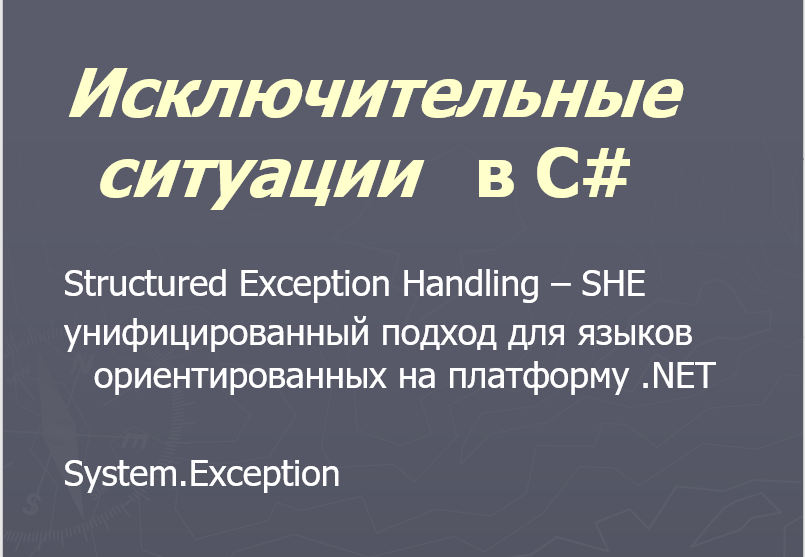 Исключительные
ситуации в C#
Structured Exception Handling – SHE
унифицированный подход для языков
ориентированных на платформу .NET
System.Exception